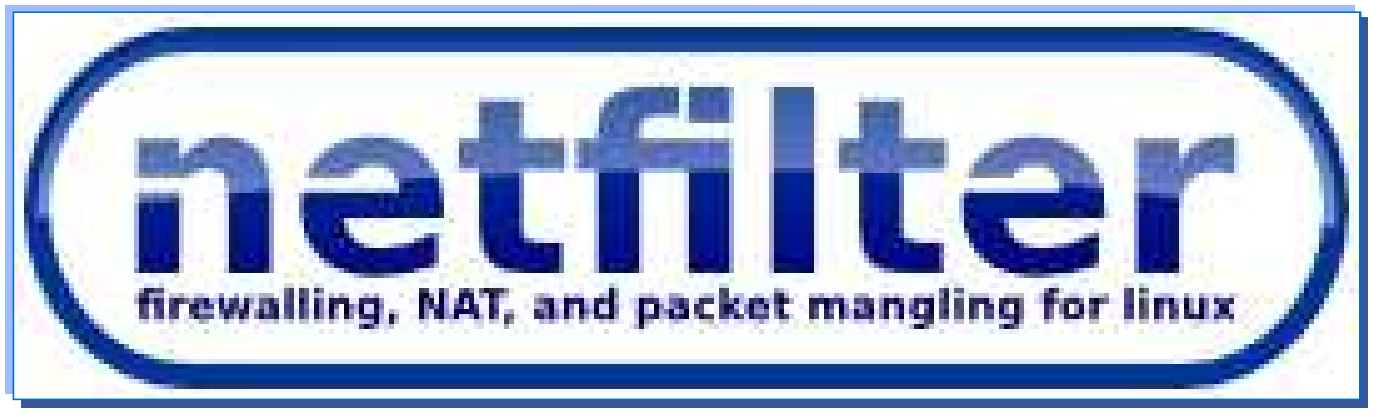 netfilter
firewalling, NAT, and packet mangling for linux